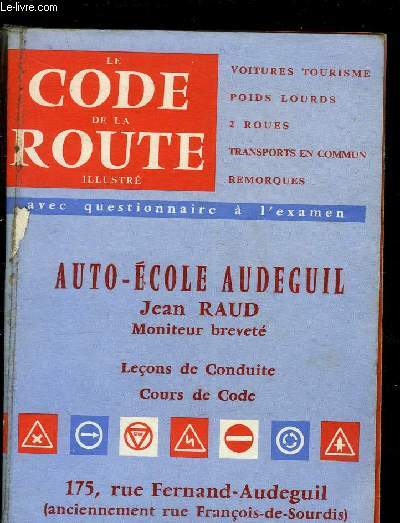 LE
CODE
DE LA
ROUTE
ILLUSTRÉ
VOITURES TOURISME
POIDS LOURDS
2 ROUES
TRANSPORTS EN COMMUN
REMORQUES
avec questionnaire à l'examen
AUTO-ÉCOLE AUDEGUIL
Jean RAUD
Moniteur breveté
Leçons de Conduite
Cours de Code
175, rue Fernand-Audeguil
(anciennement rue François-de-Sourdis)
le-livre.com